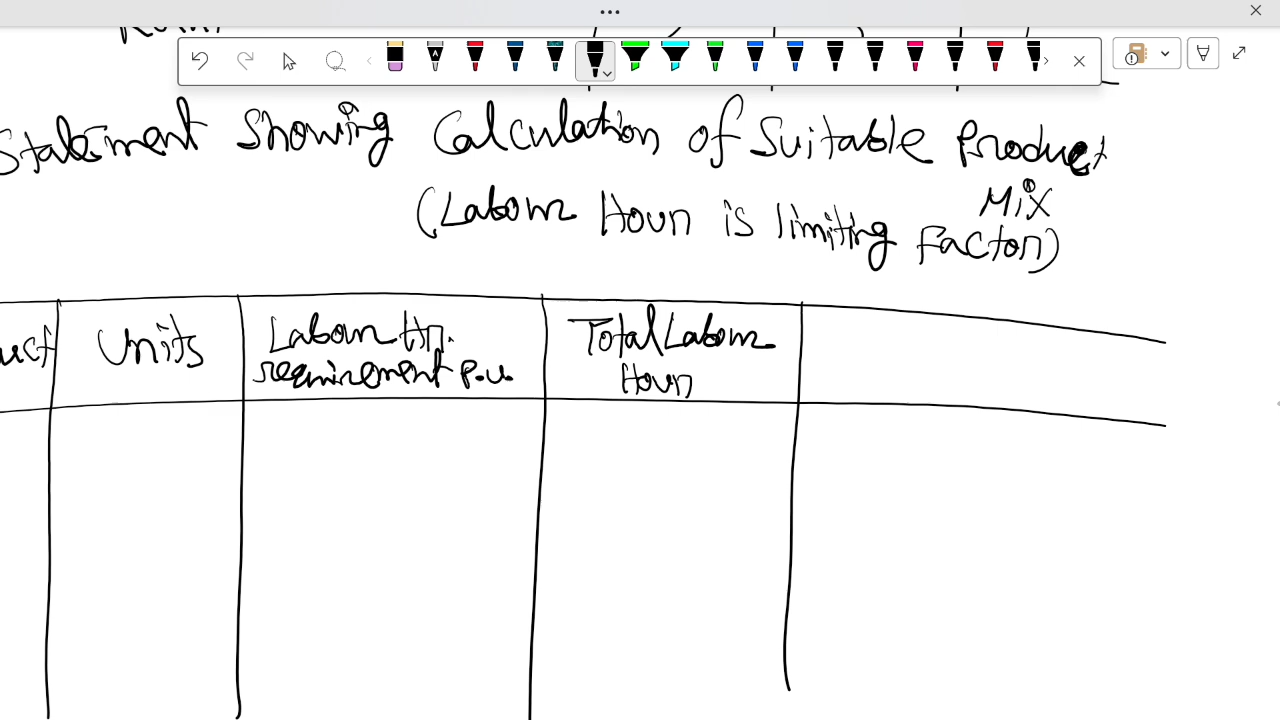 Statement Showing Calculation of Suitable Product
Mix
(Labour Hour is limiting Factor)
uct Units Labour Hr. Total Labour
requirement p.u. Hour